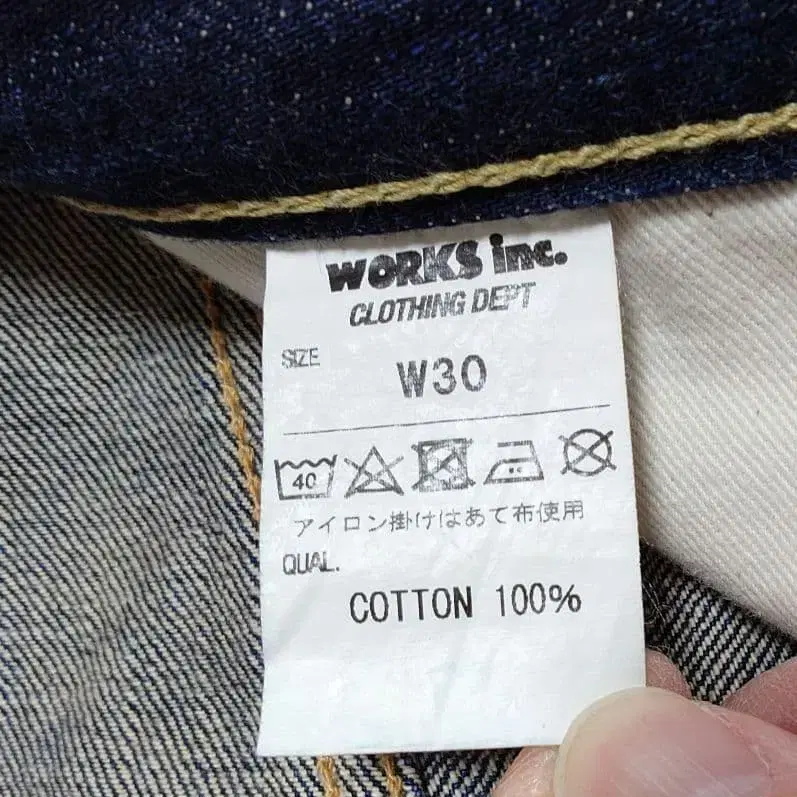 WORKS inc.
CLOTHING DEPT
SIZE
W30
40
アイロン掛けはあて布使用
QUAL.
COTTON 100%